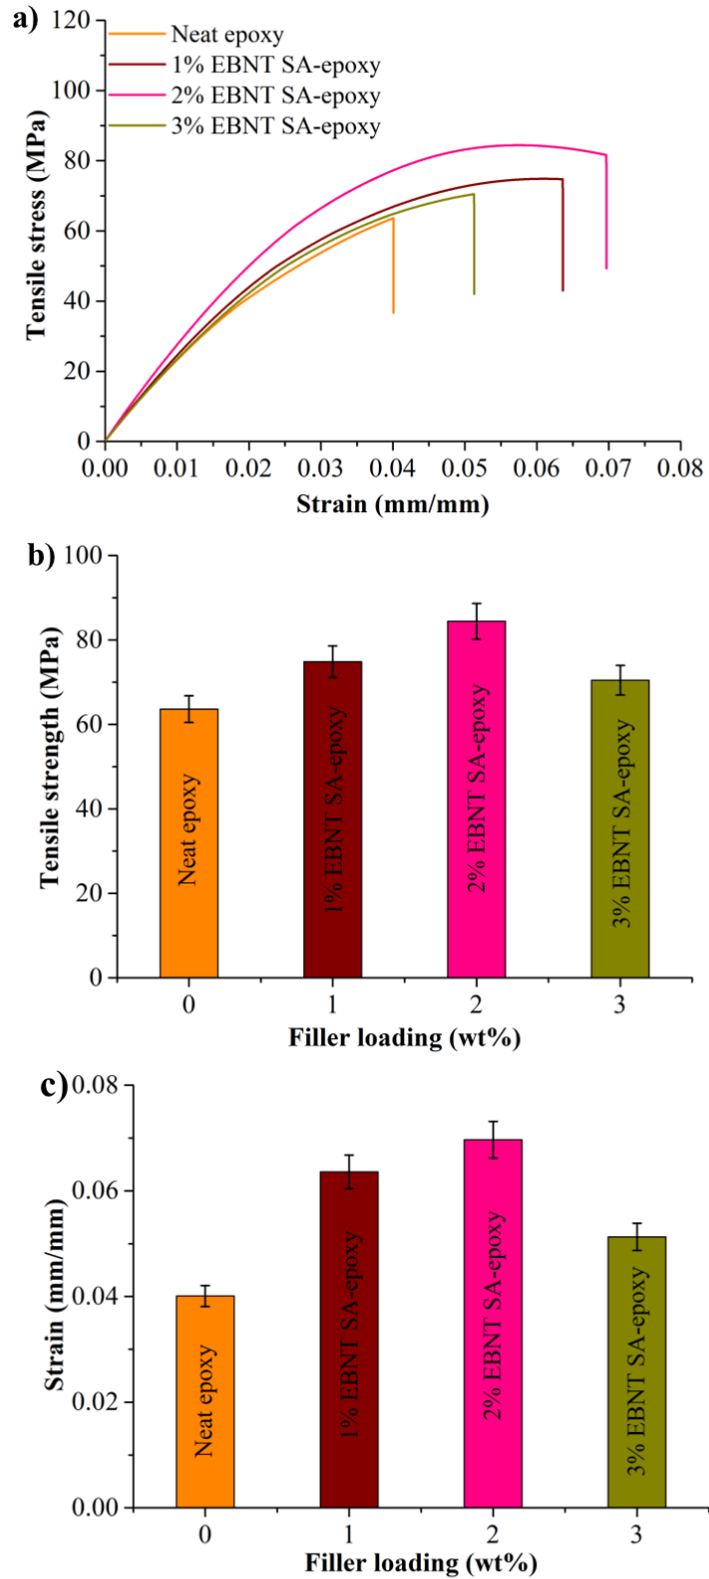 a)
120
100
80
60
40
20
0
Tensile stress (MPa)
Neat epoxy
1% EBNT SA-epoxy
2% EBNT SA-epoxy
3% EBNT SA-epoxy
0.00 0.01 0.02 0.03 0.04 0.05 0.06 0.07 0.08
Strain (mm/mm)
b)
100
80
60
40
20
0
Tensile strength (MPa)
Neat epoxy
1% EBNT SA-epoxy
2% EBNT SA-epoxy
3% EBNT SA-epoxy
0 1 2 3
Filler loading (wt%)
c)
0.08
0.06
0.04
0.02
0.00
Strain (mm/mm)
Neat epoxy
1% EBNT SA-epoxy
2% EBNT SA-epoxy
3% EBNT SA-epoxy
0 1 2 3
Filler loading (wt%)